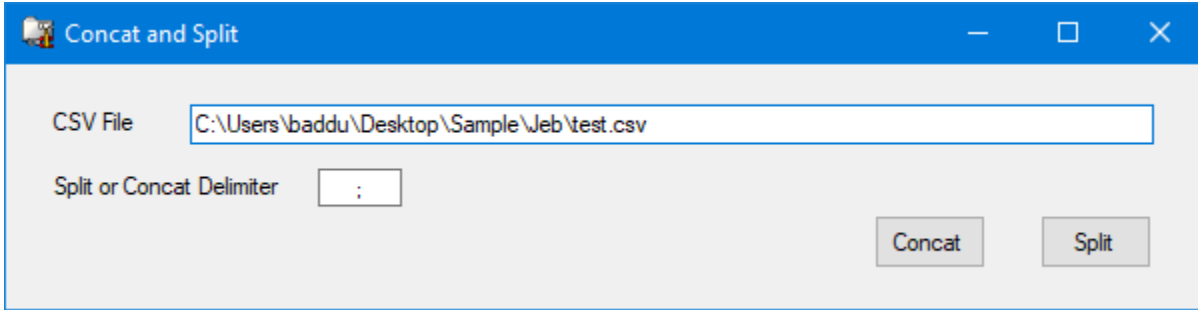 Concat and Split
CSV File C:\Users\baddu\Desktop\Sample\Jeb\test.csv
Split or Concat Delimiter ;
Concat Split